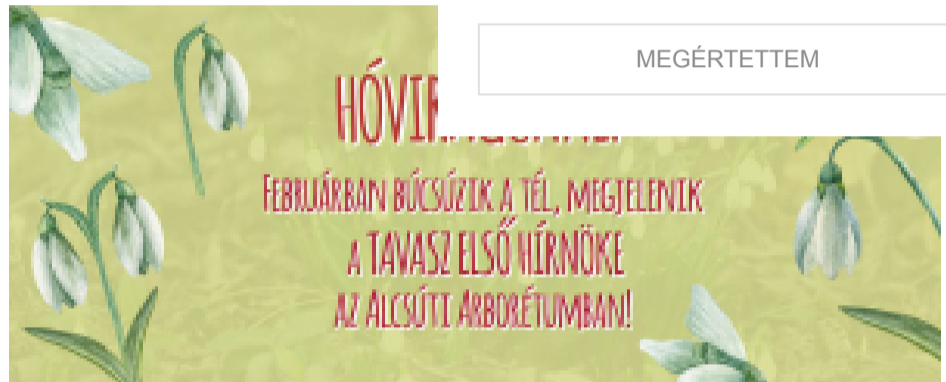 MEGÉRTETTEM
FEBRUÁRBAN BÚCSÚZIK A TÉL, MEGJELENIK
A TAVASZ ELSŐ HÍRNÖKE
AZ ALCSÚTI ARBORÉTUMBAN!